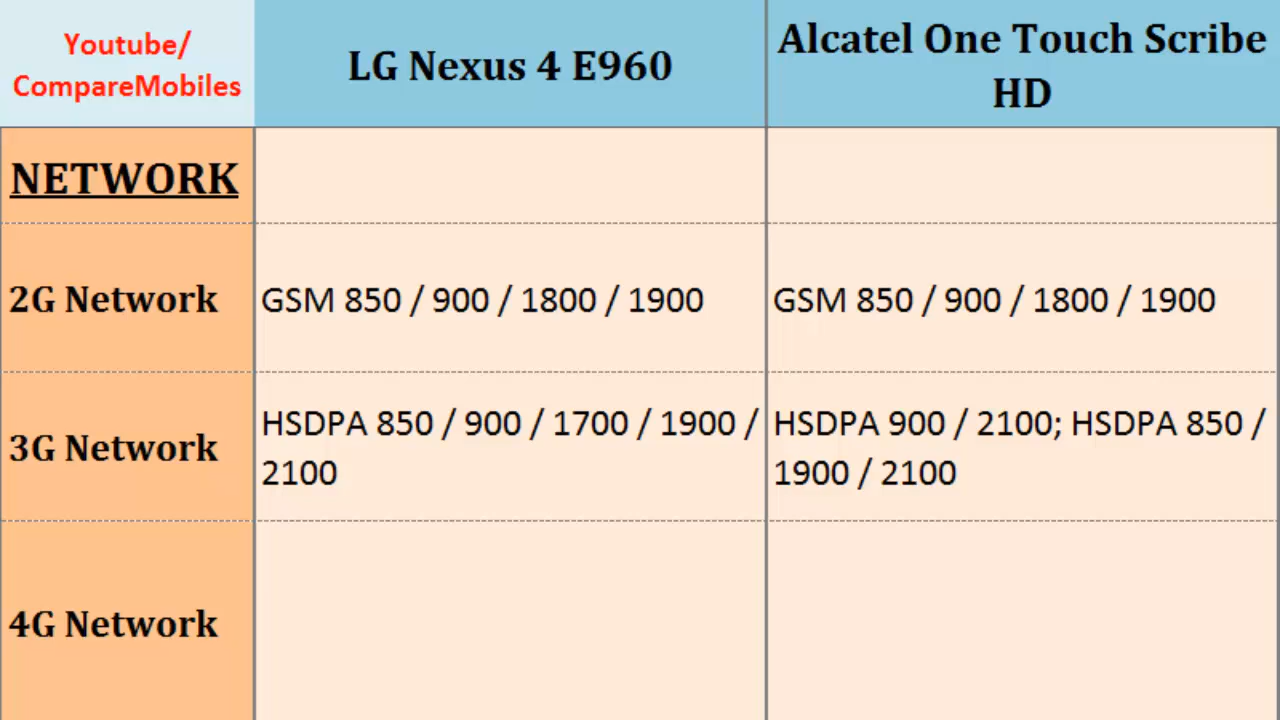 Youtube/
CompareMobiles
LG Nexus 4 E960
Alcatel One Touch Scribe
HD
NETWORK
2G Network
GSM 850 / 900 / 1800 / 1900
GSM 850 / 900 / 1800 / 1900
3G Network
HSDPA 850 / 900 / 1700 / 1900 /
2100
HSDPA 900 / 2100; HSDPA 850 /
1900 / 2100
4G Network